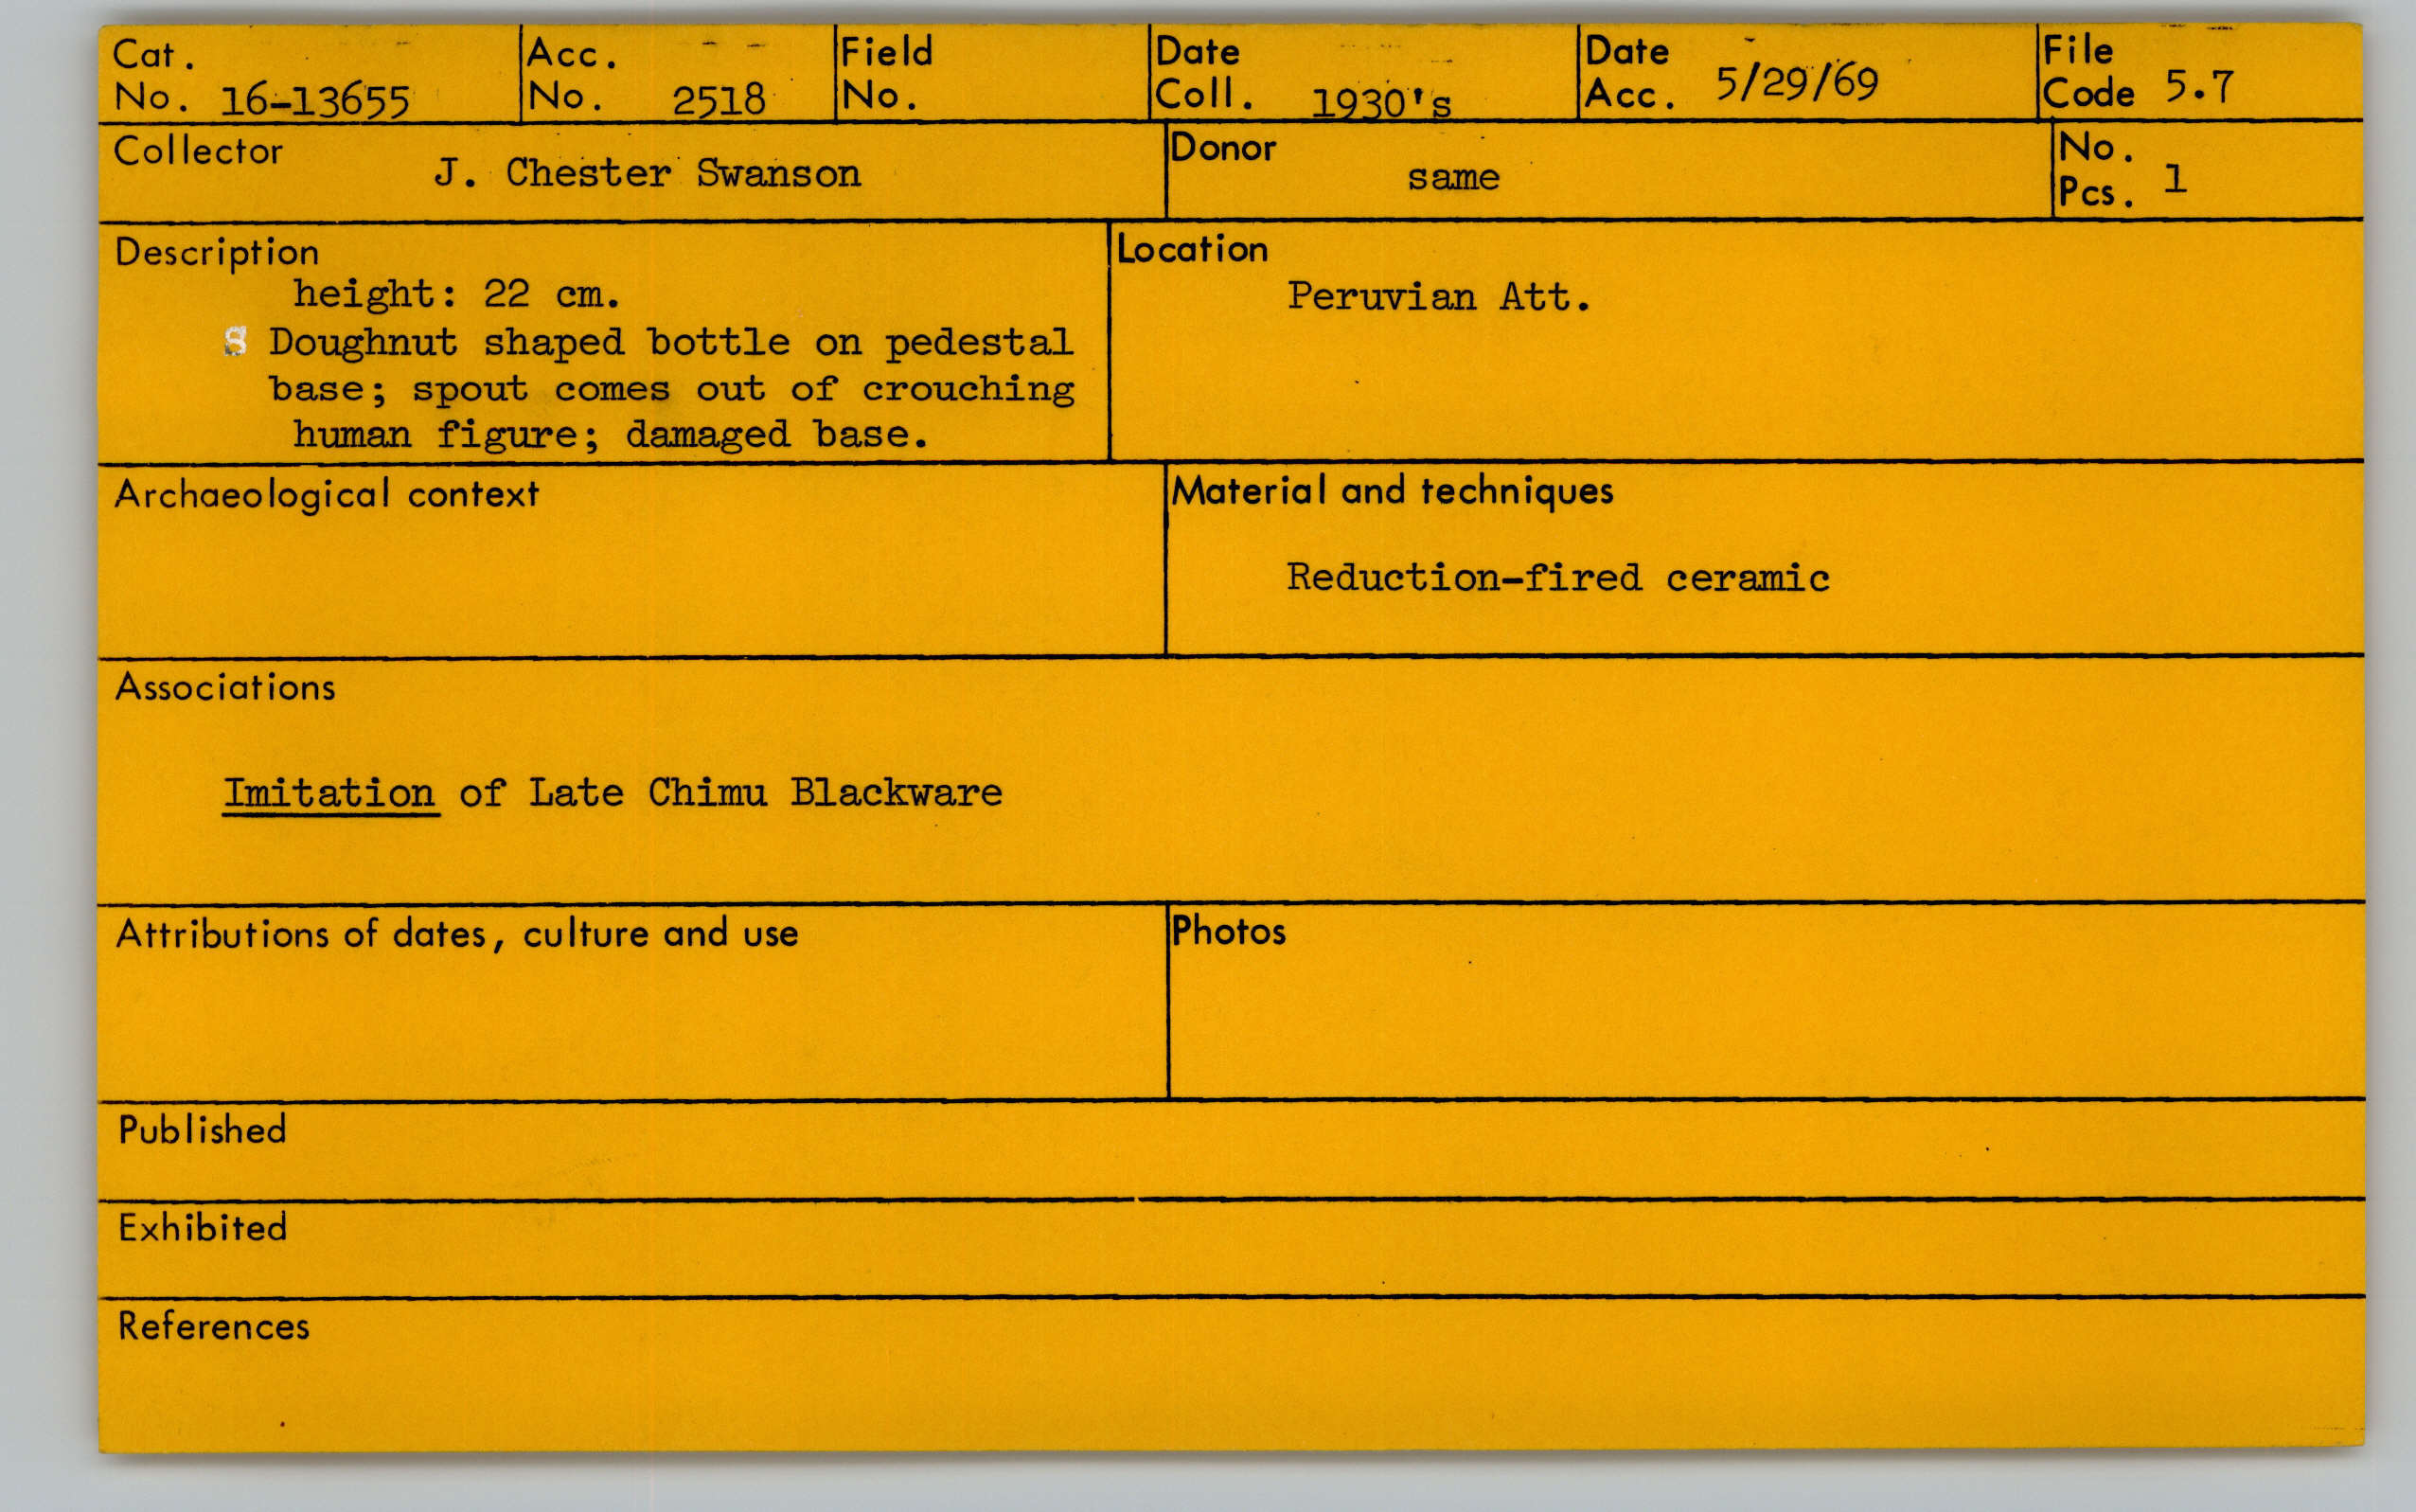 Cat. No. 16-13655
Acc. No. 2518
Field No.
Date Coll. 1930's
Date Acc. 5/29/69
File Code 5.7
Collector J. Chester Swanson
Donor same
No. Pcs. 1
Description
height: 22 cm.
Doughnut shaped bottle on pedestal
base; spout comes out of crouching
human figure; damaged base.
Location
Peruvian Att.
Archaeological context
Material and techniques
Reduction-fired ceramic
Associations
Imitation of Late Chimu Blackware
Attributions of dates, culture and use
Photos
Published
Exhibited
References